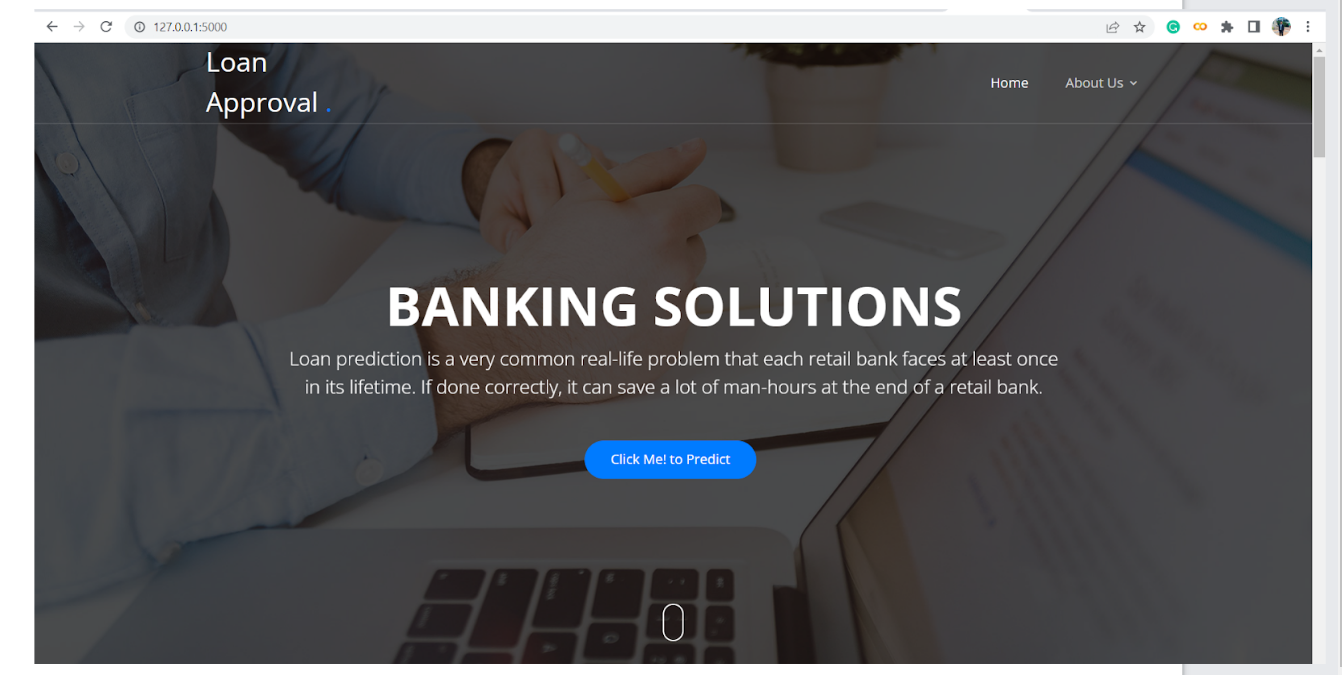 127.0.0.1:5000
Loan
Approval .
Home
About Us
BANKING SOLUTIONS
Loan prediction is a very common real-life problem that each retail bank faces at least once
in its lifetime. If done correctly, it can save a lot of man-hours at the end of a retail bank.
Click Me! to Predict